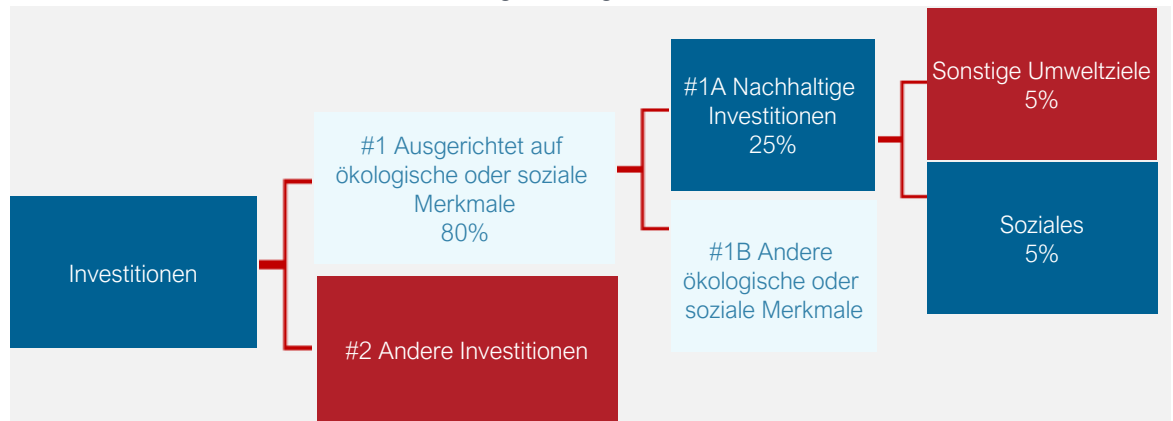 Investitionen
#1 Ausgerichtet auf
ökologische oder soziale
Merkmale
80%
#2 Andere Investitionen
#1A Nachhaltige
Investitionen
25%
#1B Andere
ökologische oder
soziale Merkmale
Sonstige Umweltziele
5%
Soziales
5%